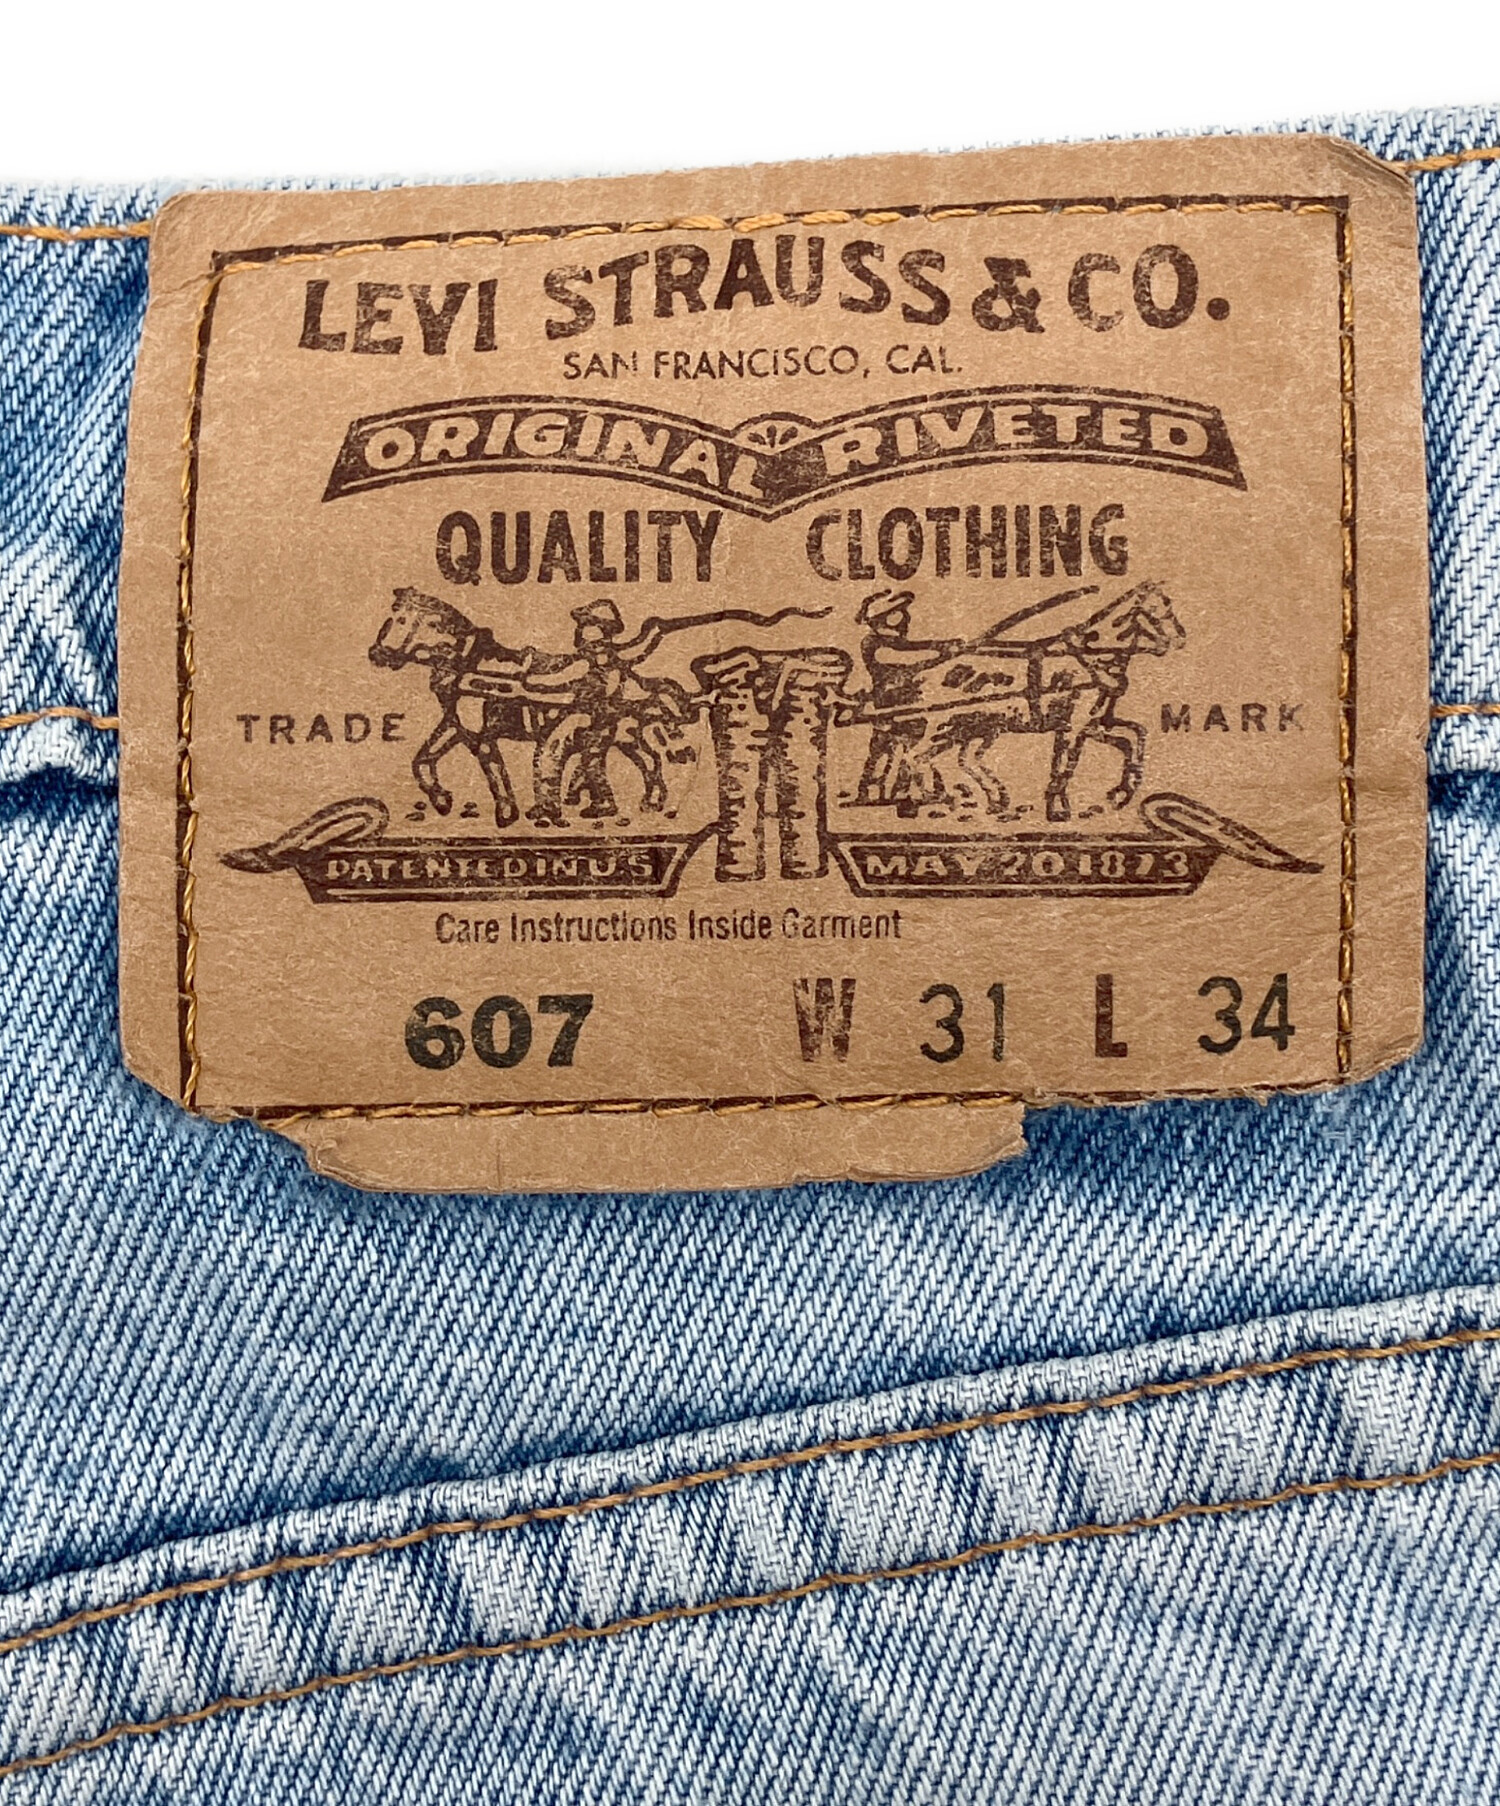 LEVI STRAUSS & CO.
SAN FRANCISCO, CAL.
ORIGINAL RIVETED
QUALITY CLOTHING
TRADE MARK
PATENTED IN U S MAY 20 1873
Care Instructions Inside Garment
607 W 31 L 34